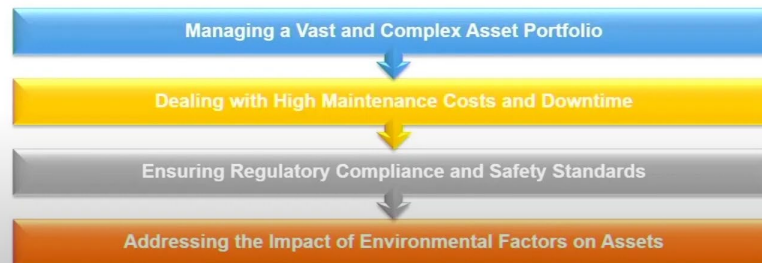 Managing a Vast and Complex Asset Portfolio
Dealing with High Maintenance Costs and Downtime
Ensuring Regulatory Compliance and Safety Standards
Addressing the Impact of Environmental Factors on Assets